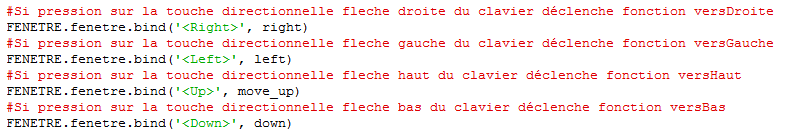 #Si pression sur la touche directionnelle fleche droite du clavier déclenche fonction versDroite
FENETRE.fenetre.bind('<Right>', right)
#Si pression sur la touche directionnelle fleche gauche du clavier déclenche fonction versGauche
FENETRE.fenetre.bind('<Left>', left)
#Si pression sur la touche directionnelle fleche haut du clavier déclenche fonction versHaut
FENETRE.fenetre.bind('<Up>', move_up)
#Si pression sur la touche directionnelle fleche bas du clavier déclenche fonction versBas
FENETRE.fenetre.bind('<Down>', down)